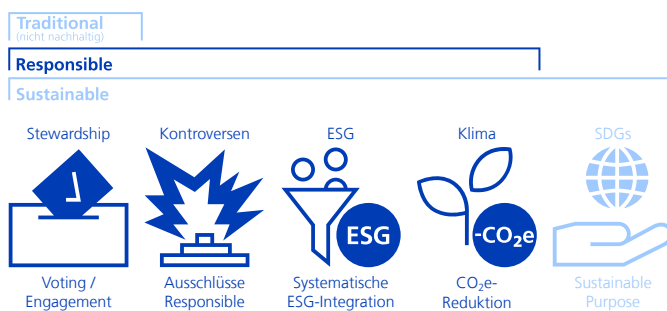 Traditional
(nicht nachhaltig)
Responsible
Sustainable
Stewardship
Kontroversen
ESG
Klima
SDGs
ESG
-CO₂e
Voting /
Engagement
Ausschlüsse
Responsible
Systematische
ESG-Integration
CO₂e-
Reduktion
Sustainable
Purpose